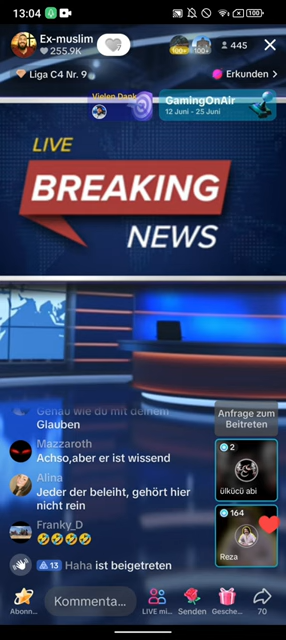 13:04
100
Ex-muslim
255.9K
100+
100+
445
Liga C4 Nr. 9
Erkunden >
Vielen Dank
GamingOnAir
12 Juni - 25 Juni
LIVE
BREAKING
NEWS
Genau wie du mit deinem
Glauben
Mazzaroth
Achso,aber er ist wissend
Alina
Jeder der beleiht, gehört hier
nicht rein
Franky_D
🤣🤣🤣🤣
13 Haha ist beigetreten
Anfrage zum
Beitreten
2
ülkücü abi
164
Reza
Abonn...
Kommenta...
LIVE mi...
Senden
Gesche...
70